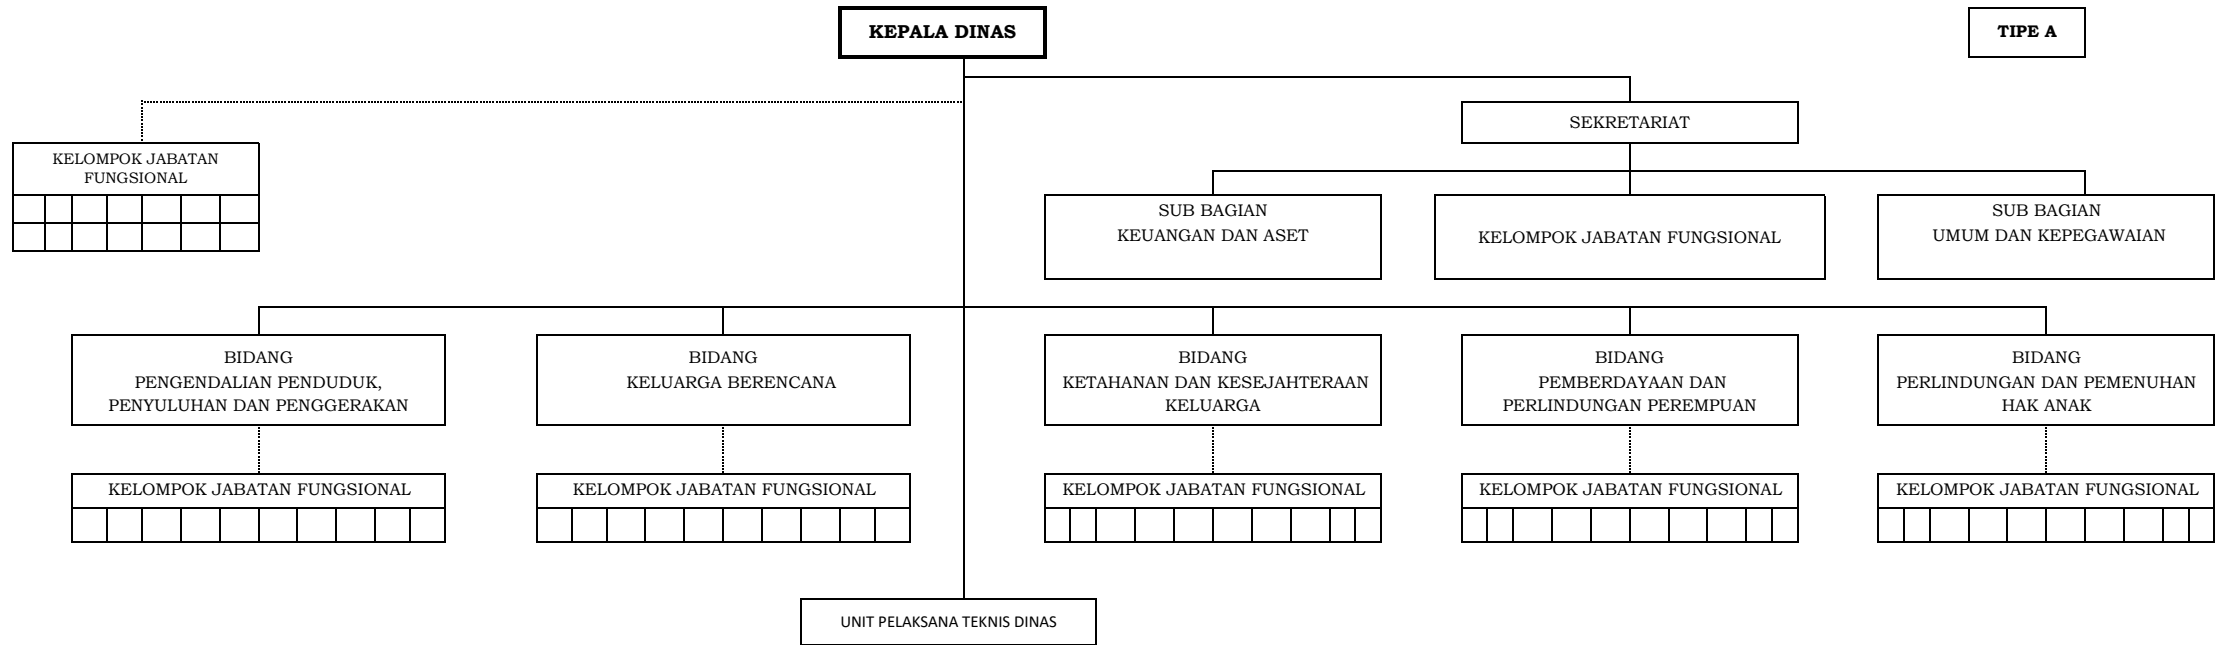 KEPALA DINAS
TIPE A
SEKRETARIAT
KELOMPOK JABATAN
FUNGSIONAL
SUB BAGIAN
KEUANGAN DAN ASET
KELOMPOK JABATAN FUNGSIONAL
SUB BAGIAN
UMUM DAN KEPEGAWAIAN
BIDANG
PENGENDALIAN PENDUDUK,
PENYULUHAN DAN PENGGERAKAN
BIDANG
KELUARGA BERENCANA
BIDANG
KETAHANAN DAN KESEJAHTERAAN
KELUARGA
BIDANG
PEMBERDAYAAN DAN
PERLINDUNGAN PEREMPUAN
BIDANG
PERLINDUNGAN DAN PEMENUHAN
HAK ANAK
KELOMPOK JABATAN FUNGSIONAL
KELOMPOK JABATAN FUNGSIONAL
KELOMPOK JABATAN FUNGSIONAL
KELOMPOK JABATAN FUNGSIONAL
KELOMPOK JABATAN FUNGSIONAL
UNIT PELAKSANA TEKNIS DINAS